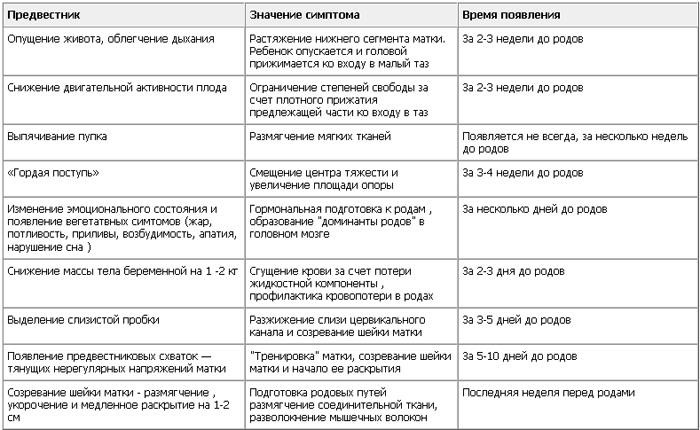 Предвестник Значение симптома Время появления
Опущение живота, облегчение дыхания Растяжение нижнего сегмента матки. За 2-3 недели до родов
Ребенок опускается и головой
прижимается ко входу в малый таз
Снижение двигательной активности плода Ограничение степеней свободы за За 2-3 недели до родов
счет плотного прижатия
предлежащей части ко входу в таз
Выпячивание пупка Размягчение мягких тканей Появляется не всегда, за несколько недель
до родов
«Гордая поступь» Смещение центра тяжести и За 3-4 недели до родов
увеличение площади опоры
Изменение эмоционального состояния и Гормональная подготовка к родам , За несколько дней до родов
появление вегетатвных симтомов (жар, образование "доминанты родов" в
потливость, приливы, возбудимость, апатия, головном мозге
нарушение сна )
Снижение массы тела беременной на 1 -2 кг Сгущение крови за счет потери За 2-3 дня до родов
жидкостной компоненты ,
профилактика кровопотери в родах
Выделение слизистой пробки Разжижение слизи цервикального За 3-5 дней до родов
канала и созревание шейки матки
Появление предвестниковых схваток — "Тренировка" матки, созревание шейки За 5-10 дней до родов
тянущих нерегулярных напряжений матки матки и начало ее раскрытия
Созревание шейки матки - размягчение , Подготовка родовых путей Последняя неделя перед родами
укорочение и медленное раскрытие на 1-2 размягчение соединительной ткани,
см разволокнение мышечных волокон